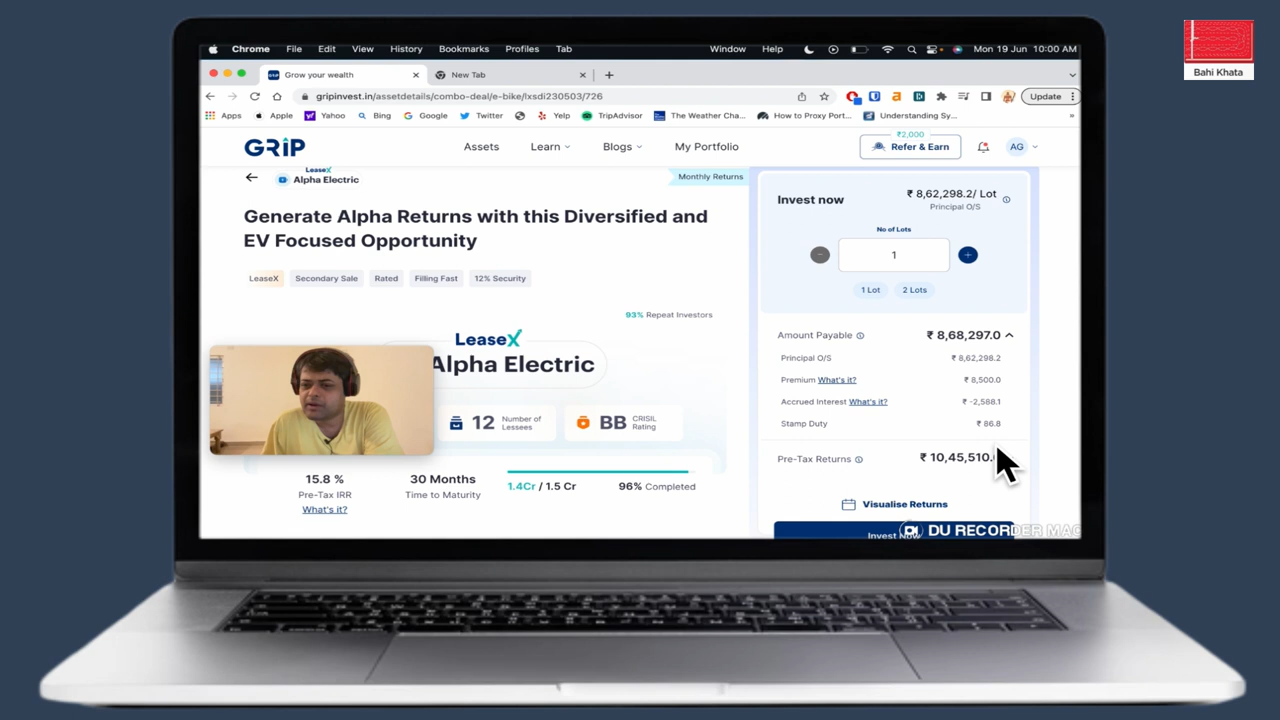 Bahi Khata
Chrome File Edit View History Bookmarks Profiles Tab Window Help Mon 19 Jun 10:00 AM
Grow your wealth New Tab
gripinvest.in/assetdetails/combo-deal/e-bike/lxsdi230503/726 Update
Apps Apple Yahoo Bing Google Twitter Yelp TripAdvisor The Weather Cha... How to Proxy Port... Understanding Sy... »
GRiP Assets Learn Blogs My Portfolio ₹2,000 Refer & Earn AG
LeaseX
Alpha Electric
Monthly Returns
Generate Alpha Returns with this Diversified and
EV Focused Opportunity
LeaseX Secondary Sale Rated Filling Fast 12% Security
93% Repeat Investors
LeaseX
Alpha Electric
12 Number of Lessees
BB CRISIL Rating
15.8 %
Pre-Tax IRR
What's it?
30 Months
Time to Maturity
1.4Cr / 1.5 Cr 96% Completed
Invest now ₹ 8,62,298.2/ Lot
Principal O/S
No of Lots
1
1 Lot 2 Lots
Amount Payable ₹ 8,68,297.0
Principal O/S ₹ 8,62,298.2
Premium What's it? ₹ 8,500.0
Accrued Interest What's it? ₹ -2,588.1
Stamp Duty ₹ 86.8
Pre-Tax Returns ₹ 10,45,510.
Visualise Returns
Invest Now
DU RECORDER MAC